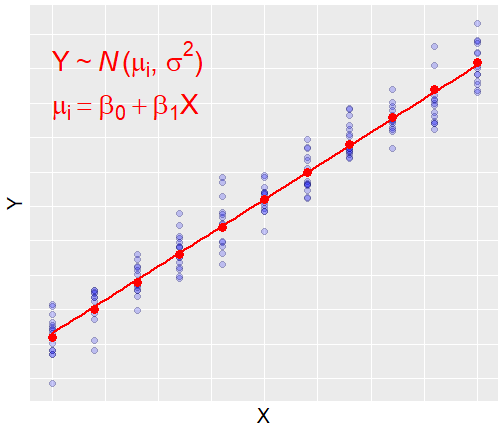 Y ~ N(μᵢ, σ²)
μᵢ = β₀ + β₁X
Y
X